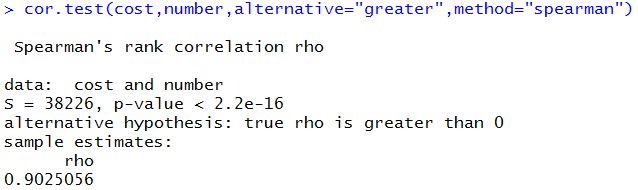 > cor.test(cost,number,alternative="greater",method="spearman")
Spearman's rank correlation rho
data: cost and number
S = 38226, p-value < 2.2e-16
alternative hypothesis: true rho is greater than 0
sample estimates:
rho
0.9025056